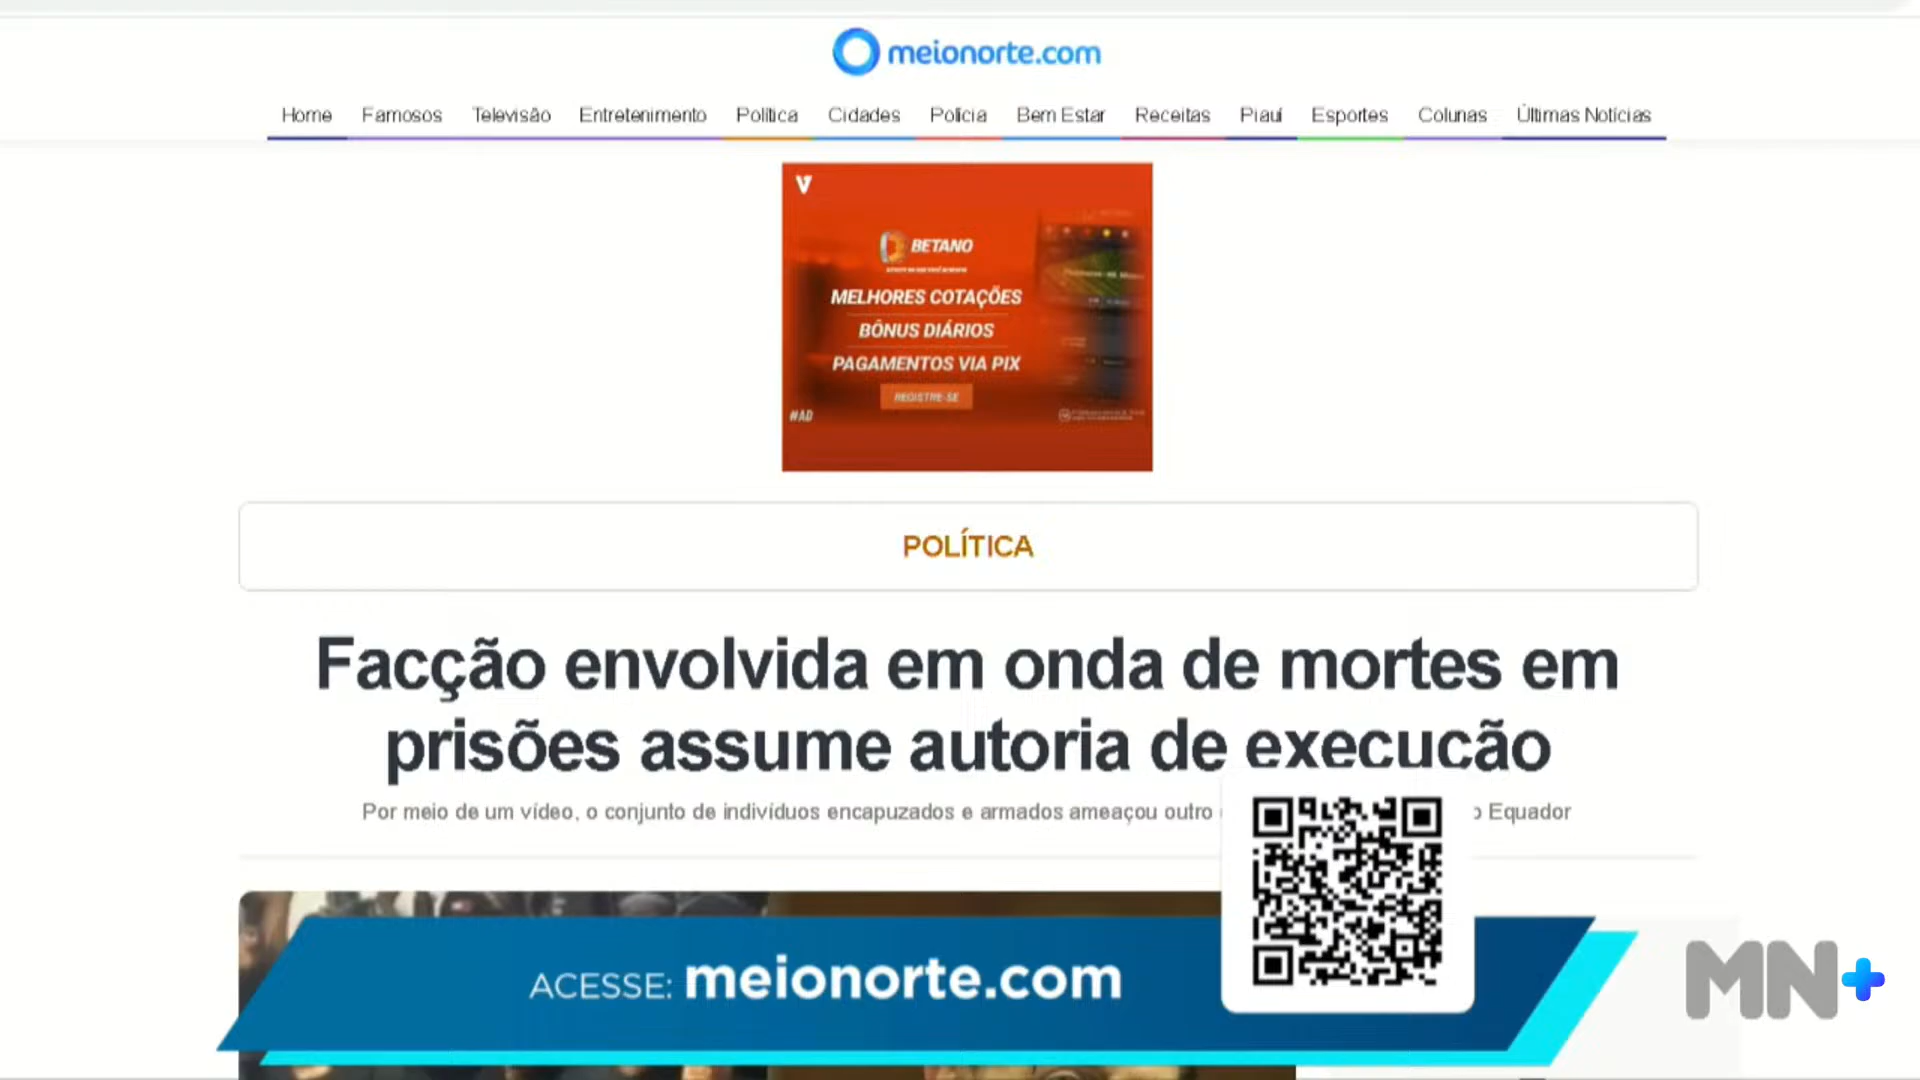 meionorte.com
Home Famosos Televisão Entretenimento Política Cidades Polícia Bem Estar Receitas Piauí Esportes Colunas Últimas Notícias
V
BETANO
MELHORES COTAÇÕES
BÔNUS DIÁRIOS
PAGAMENTOS VIA PIX
REGISTRE-SE
#AD
POLÍTICA
Facção envolvida em onda de mortes em
prisões assume autoria de execução
Por meio de um vídeo, o conjunto de indivíduos encapuzados e armados ameaçou outro Equador
ACESSE: meionorte.com
MN+